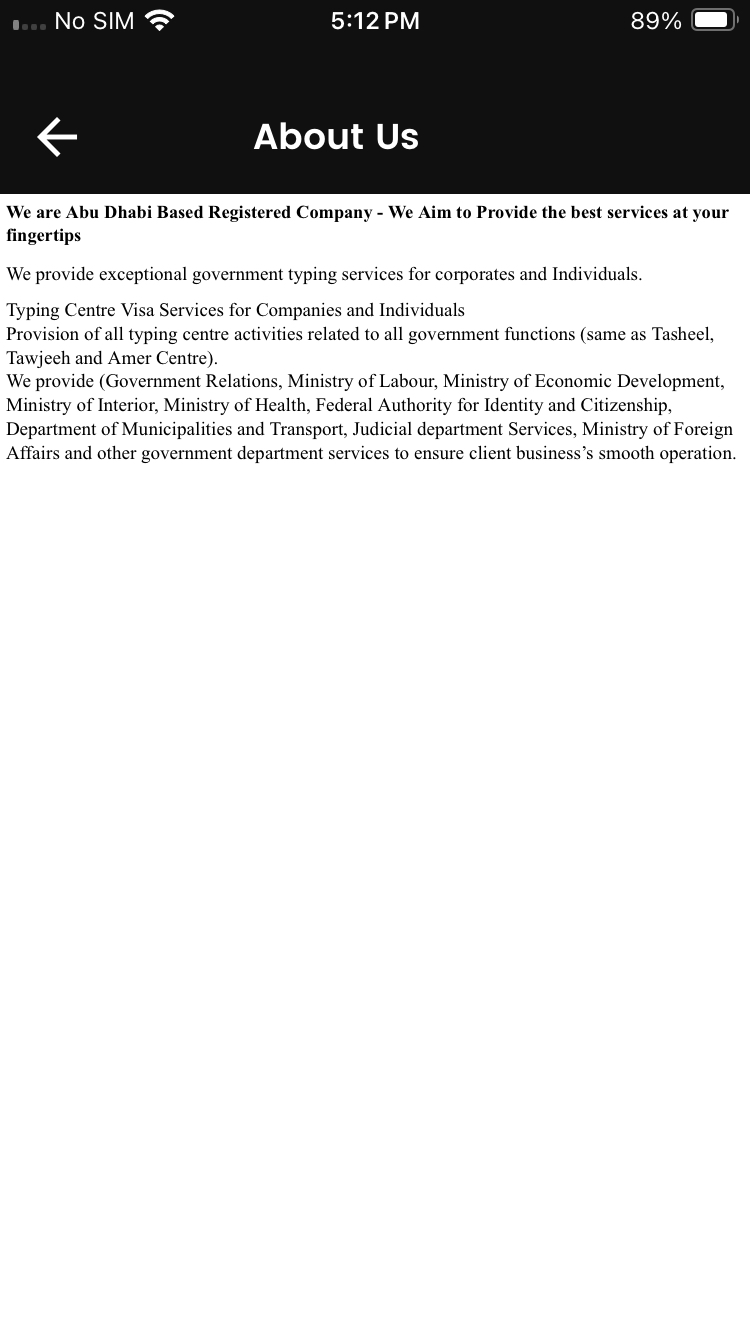 No SIM 5:12 PM 89%
About Us
We are Abu Dhabi Based Registered Company - We Aim to Provide the best services at your
fingertips
We provide exceptional government typing services for corporates and Individuals.
Typing Centre Visa Services for Companies and Individuals
Provision of all typing centre activities related to all government functions (same as Tasheel,
Tawjeeh and Amer Centre).
We provide (Government Relations, Ministry of Labour, Ministry of Economic Development,
Ministry of Interior, Ministry of Health, Federal Authority for Identity and Citizenship,
Department of Municipalities and Transport, Judicial department Services, Ministry of Foreign
Affairs and other government department services to ensure client business’s smooth operation.